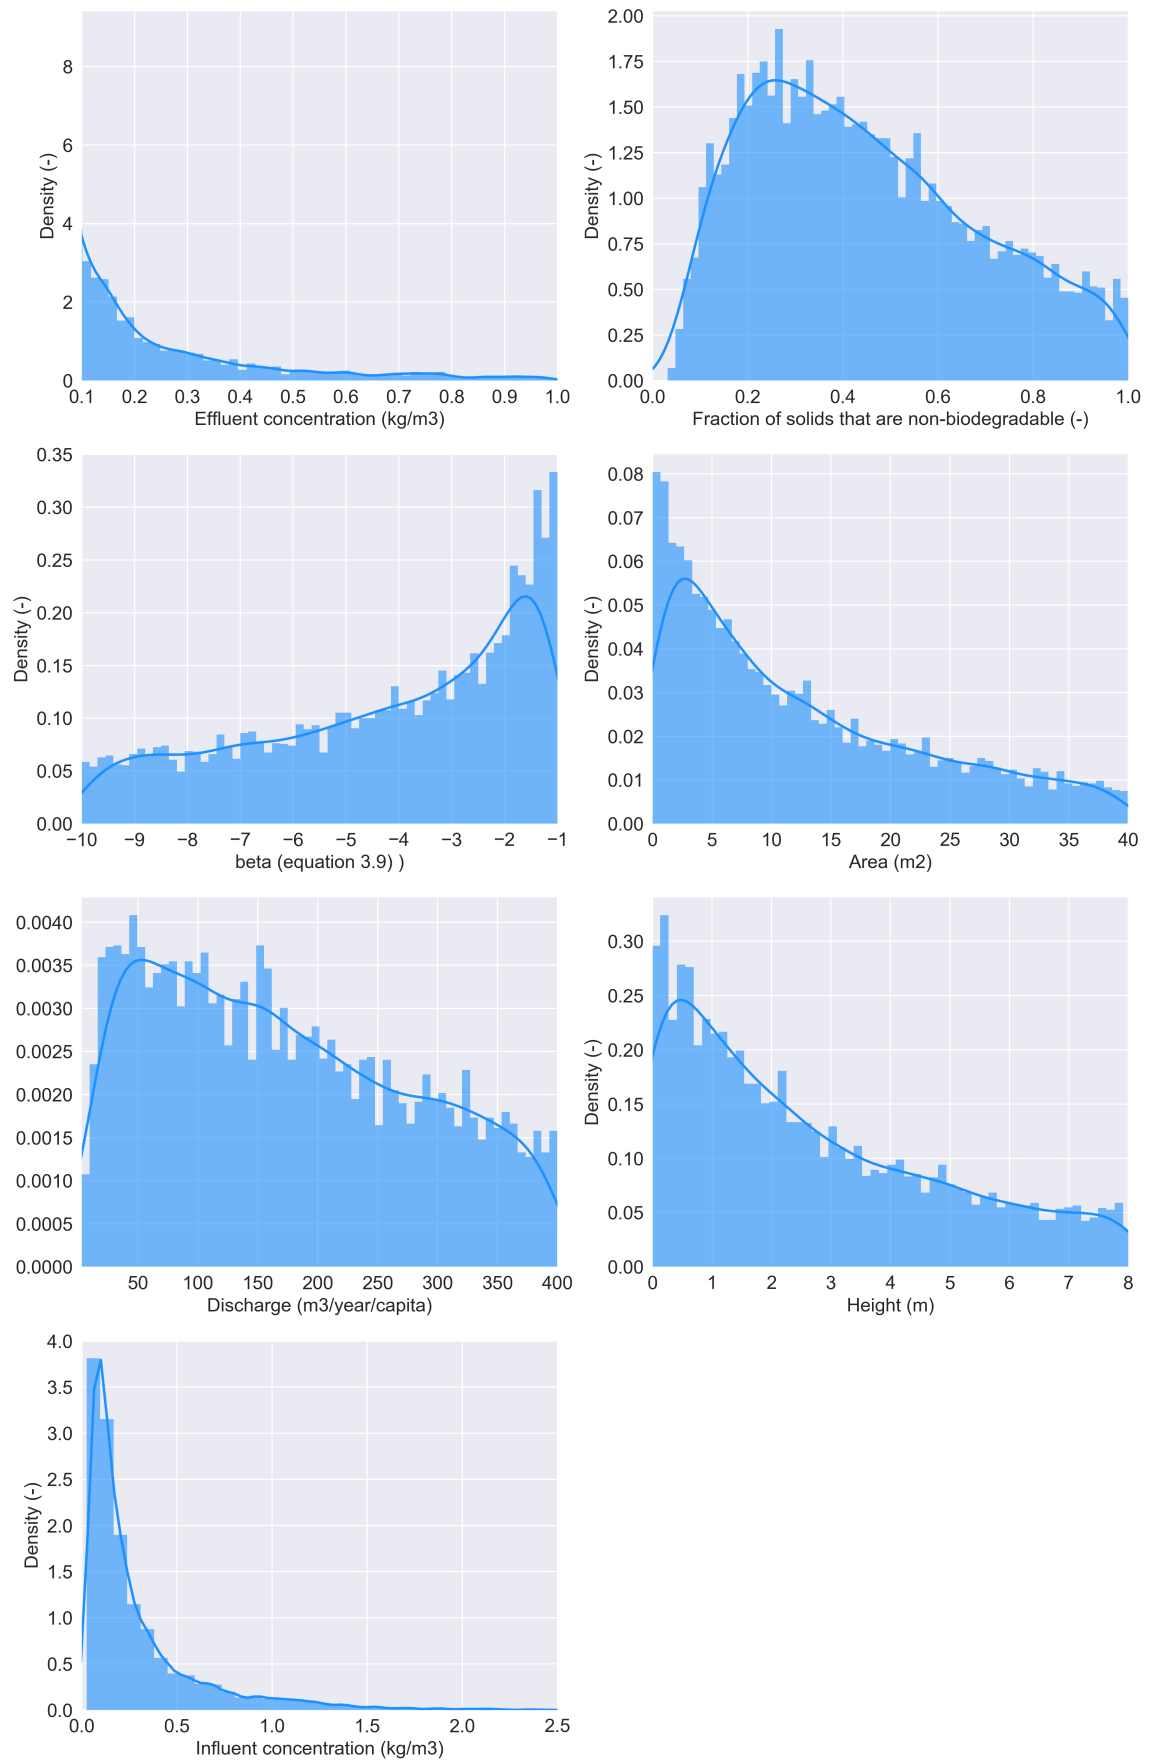 8
6
4
2
0
Density (-)
0.1 0.2 0.3 0.4 0.5 0.6 0.7 0.8 0.9 1.0
Effluent concentration (kg/m3)
2.00
1.75
1.50
1.25
1.00
0.75
0.50
0.25
0.00
Density (-)
0.0 0.2 0.4 0.6 0.8 1.0
Fraction of solids that are non-biodegradable (-)
0.35
0.30
0.25
0.20
0.15
0.10
0.05
0.00
Density (-)
−10 −9 −8 −7 −6 −5 −4 −3 −2 −1
beta (equation 3.9) )
0.08
0.07
0.06
0.05
0.04
0.03
0.02
0.01
0.00
Density (-)
0 5 10 15 20 25 30 35 40
Area (m2)
0.0040
0.0035
0.0030
0.0025
0.0020
0.0015
0.0010
0.0005
0.0000
50 100 150 200 250 300 350 400
Discharge (m3/year/capita)
0.30
0.25
0.20
0.15
0.10
0.05
0.00
Density (-)
0 1 2 3 4 5 6 7 8
Height (m)
4.0
3.5
3.0
2.5
2.0
1.5
1.0
0.5
0.0
Density (-)
0.0 0.5 1.0 1.5 2.0 2.5
Influent concentration (kg/m3)